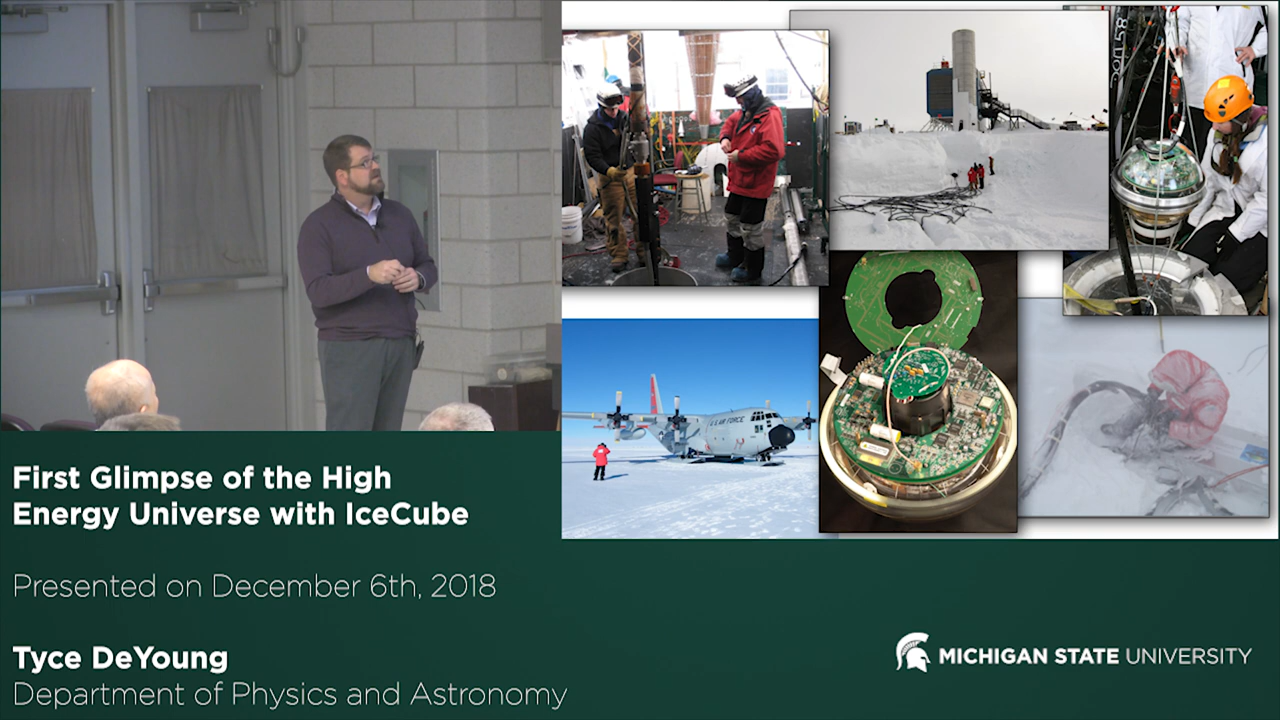 First Glimpse of the High
Energy Universe with IceCube
Presented on December 6th, 2018
Tyce DeYoung
Department of Physics and Astronomy
MICHIGAN STATE UNIVERSITY
U.S. AIR FORCE